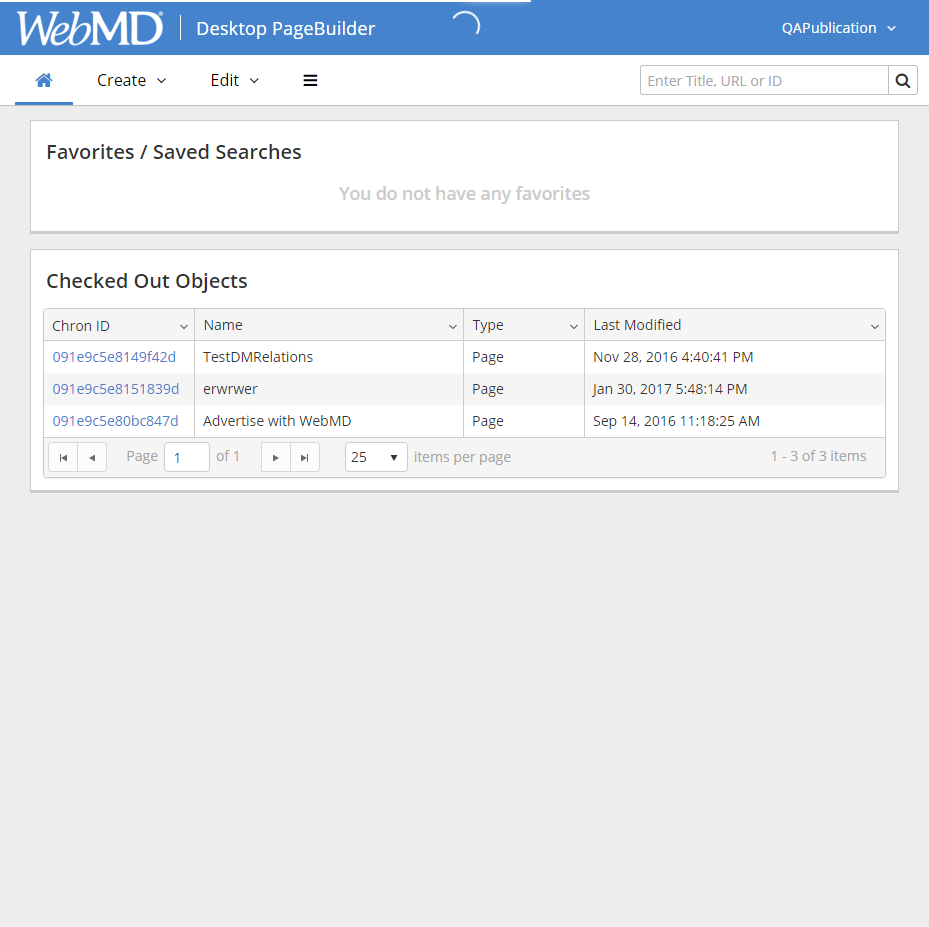 WebMD® Desktop PageBuilder QAPublication
Create Edit Enter Title, URL or ID
Favorites / Saved Searches
You do not have any favorites
Checked Out Objects
Chron ID Name Type Last Modified
091e9c5e8149f42d TestDMRelations Page Nov 28, 2016 4:40:41 PM
091e9c5e8151839d erwrwer Page Jan 30, 2017 5:48:14 PM
091e9c5e80bc847d Advertise with WebMD Page Sep 14, 2016 11:18:25 AM
Page 1 of 1 25 items per page 1 - 3 of 3 items